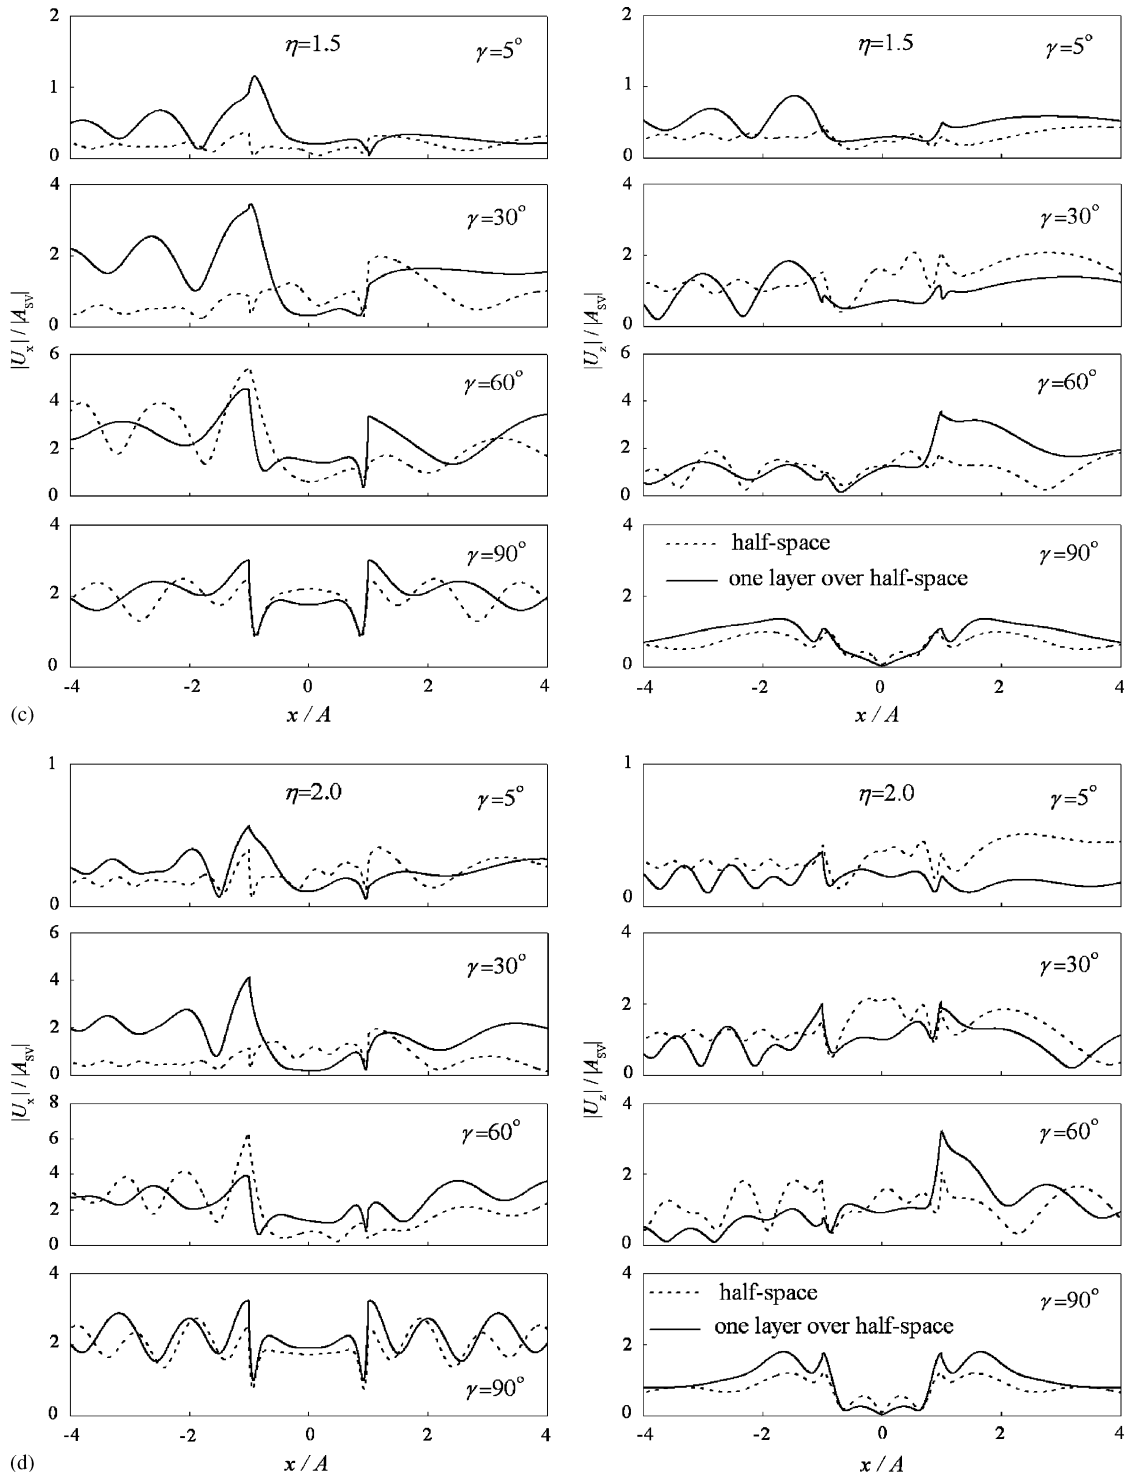 2
η=1.5
γ=5°
1
0
4
γ=30°
2
0
|U_x| / |A_SV|
6
γ=60°
4
2
0
4
γ=90°
2
0
-4
-2
0
2
4
x / A
2
η=1.5
γ=5°
1
0
4
γ=30°
2
0
|U_z| / |A_SV|
6
γ=60°
4
2
0
4
half-space
γ=90°
one layer over half-space
2
0
-4
-2
0
2
4
x / A
(c)
1
η=2.0
γ=5°
0
6
γ=30°
4
2
0
|U_x| / |A_SV|
8
γ=60°
6
4
2
0
4
2
γ=90°
0
-4
-2
0
2
4
x / A
1
η=2.0
γ=5°
0
4
γ=30°
2
0
|U_z| / |A_SV|
4
γ=60°
2
0
4
half-space
γ=90°
one layer over half-space
2
0
-4
-2
0
2
4
x / A
(d)